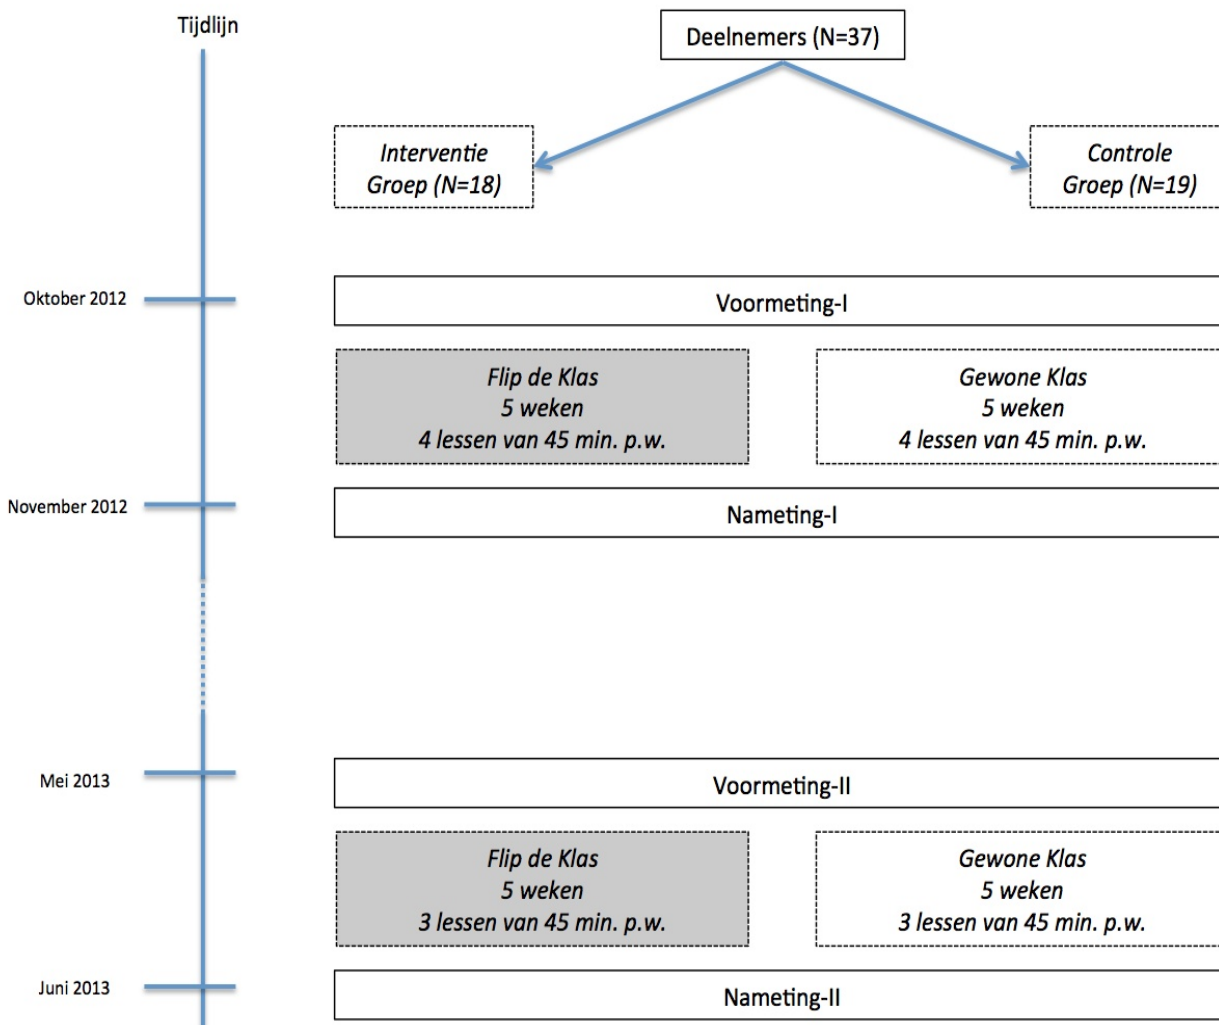 Tijdlijn
Deelnemers (N=37)
Interventie
Groep (N=18)
Controle
Groep (N=19)
Oktober 2012
Voormeting-I
Flip de Klas
5 weken
4 lessen van 45 min. p.w.
Gewone Klas
5 weken
4 lessen van 45 min. p.w.
November 2012
Nameting-I
Mei 2013
Voormeting-II
Flip de Klas
5 weken
3 lessen van 45 min. p.w.
Gewone Klas
5 weken
3 lessen van 45 min. p.w.
Juni 2013
Nameting-II